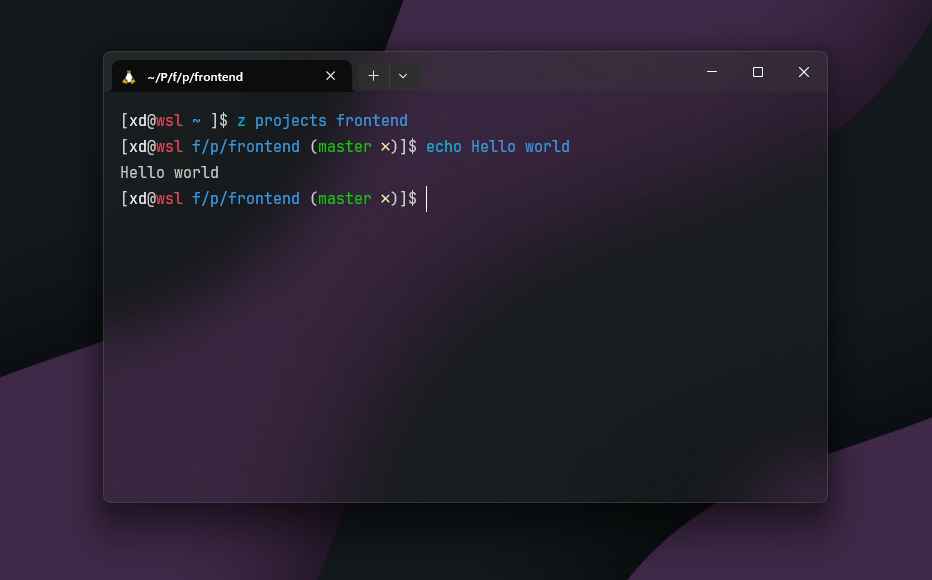 ~/P/f/p/frontend
[xd@wsl ~ ]$ z projects frontend
[xd@wsl f/p/frontend (master ×)]$ echo Hello world
Hello world
[xd@wsl f/p/frontend (master ×)]$